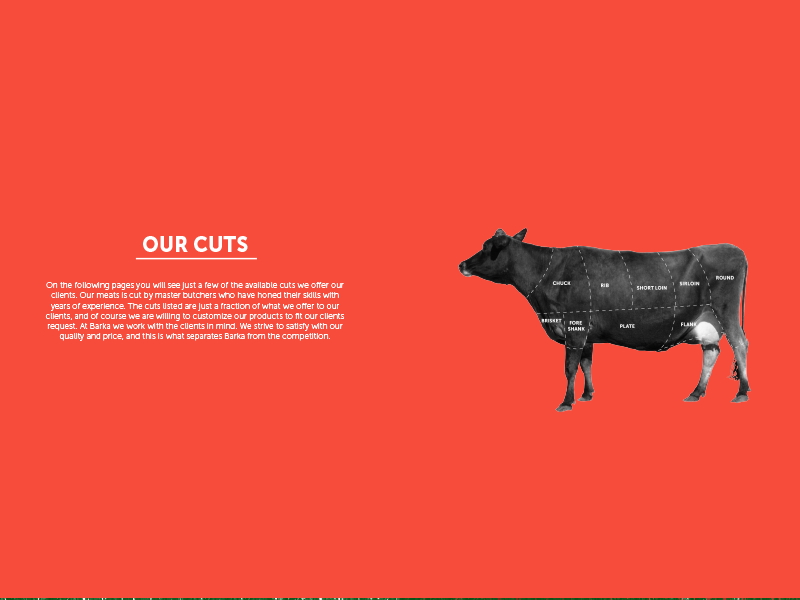 OUR CUTS
On the following pages you will see just a few of the available cuts we offer our
clients. Our meats is cut by master butchers who have honed their skills with
years of experience. The cuts listed are just a fraction of what we offer to our
clients, and of course we are willing to customize our products to fit our clients
request. At Barka we work with the clients in mind. We strive to satisfy with our
quality and price, and this is what separates Barka from the competition.
CHUCK
RIB
SHORT LOIN
SIRLOIN
ROUND
BRISKET
FORE
SHANK
PLATE
FLANK